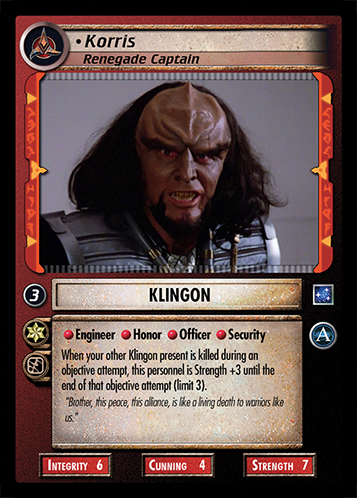 • Korris
Renegade Captain
3
KLINGON
A
Engineer Honor Officer Security
When your other Klingon present is killed during an
objective attempt, this personnel is Strength +3 until the
end of that objective attempt (limit 3).
"Brother, this peace, this alliance, is like a living death to warriors like
us."
INTEGRITY 6 CUNNING 4 STRENGTH 7